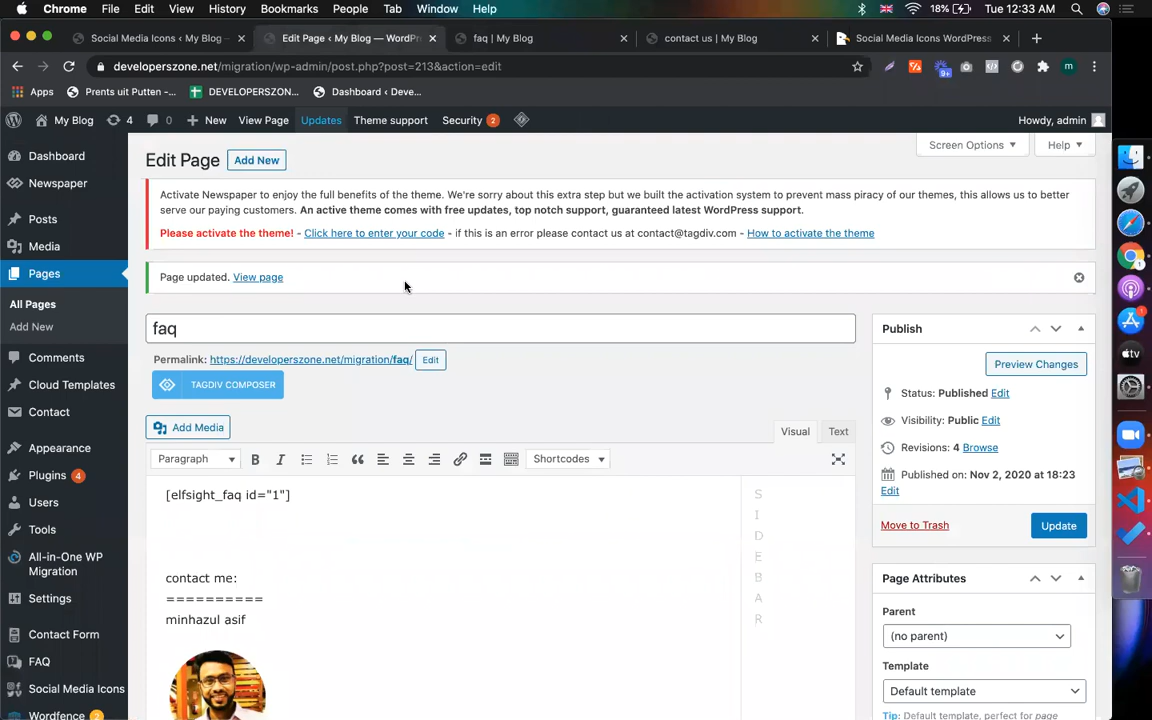 Chrome File Edit View History Bookmarks People Tab Window Help 18% Tue 12:33 AM
Social Media Icons ‹ My Blog - Edit Page ‹ My Blog — WordPr faq | My Blog contact us | My Blog Social Media Icons WordPress
developerszone.net/migration/wp-admin/post.php?post=213&action=edit 9+ m
Apps Prents uit Putten -... DEVELOPERSZON... Dashboard ‹ Deve...
My Blog 4 0 + New View Page Updates Theme support Security 2 Howdy, admin
Dashboard
Newspaper
Posts
Media
Pages
All Pages
Add New
Comments
Cloud Templates
Contact
Appearance
Plugins 4
Users
Tools
All-in-One WP
Migration
Settings
Contact Form
FAQ
Social Media Icons
Wordfence 2
Edit Page Add New Screen Options Help
Activate Newspaper to enjoy the full benefits of the theme. We're sorry about this extra step but we built the activation system to prevent mass piracy of our themes, this allows us to better
serve our paying customers. An active theme comes with free updates, top notch support, guaranteed latest WordPress support.
Please activate the theme! - Click here to enter your code - if this is an error please contact us at contact@tagdiv.com - How to activate the theme
Page updated. View page
faq
Permalink: https://developerszone.net/migration/faq/ Edit
TAGDIV COMPOSER
Add Media Visual Text
Paragraph B I Shortcodes
[elfsight_faq id="1"]
contact me:
==========
minhazul asif
S
I
D
E
B
A
R
Publish
Preview Changes
Status: Published Edit
Visibility: Public Edit
Revisions: 4 Browse
Published on: Nov 2, 2020 at 18:23
Edit
Move to Trash Update
Page Attributes
Parent
(no parent)
Template
Default template
Tip: Default template, perfect for page
1
1
tv